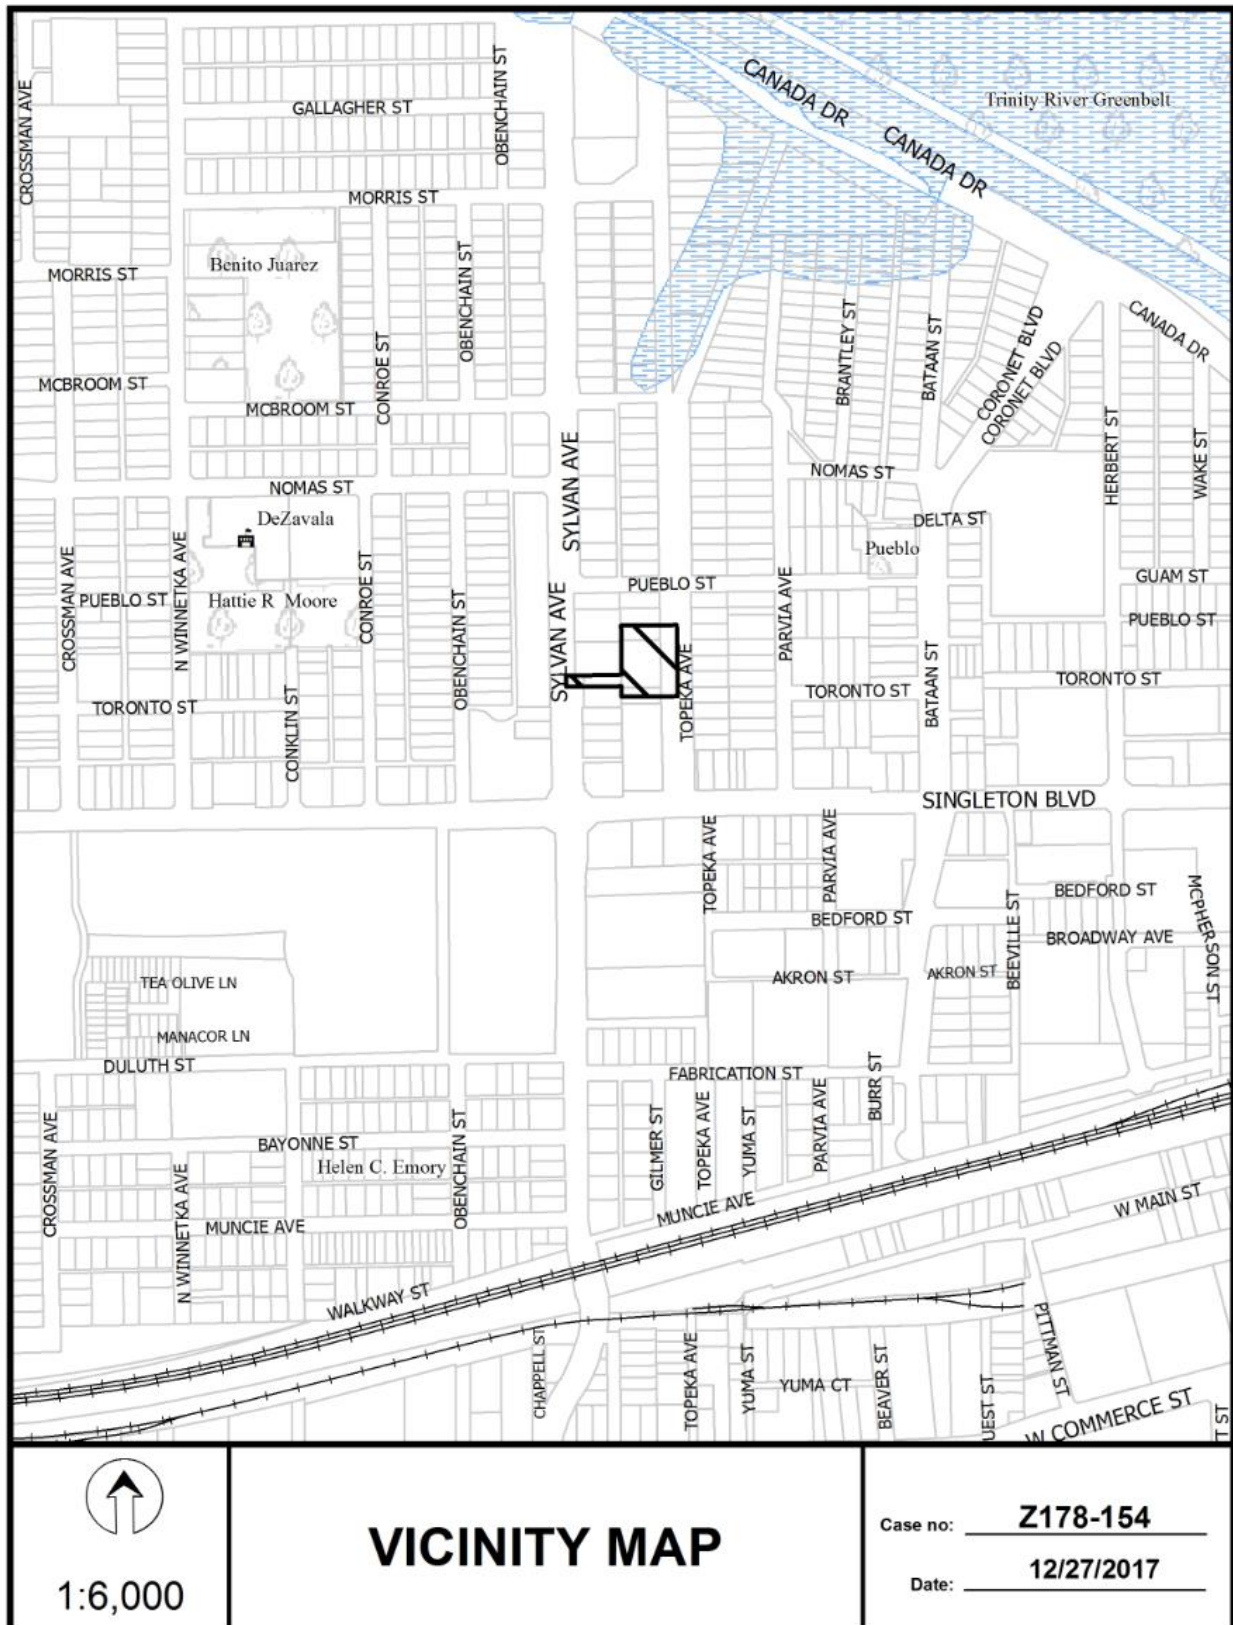 CROSSMAN AVE
GALLAGHER ST
OBENCHAIN ST
CANADA DR
CANADA DR
Trinity River Greenbelt
MORRIS ST
Benito Juarez
MORRIS ST
OBENCHAIN ST
CONROE ST
BRANTLEY ST
BATAAN ST
CORONET BLVD
CORONET BLVD
CANADA DR
MCBROOM ST
MCBROOM ST
SYLVAN AVE
HERBERT ST
WAKE ST
NOMAS ST
NOMAS ST
DeZavala
DELTA ST
Pueblo
CROSSMAN AVE
N WINNETKA AVE
CONROE ST
PUEBLO ST
PARVIA AVE
GUAM ST
PUEBLO ST
Hattie R Moore
OBENCHAIN ST
SYLVAN AVE
PUEBLO ST
TOPEKA AVE
BATAAN ST
TORONTO ST
TORONTO ST
TORONTO ST
CONKLIN ST
SINGLETON BLVD
TOPEKA AVE
PARVIA AVE
BEDFORD ST
BEDFORD ST
MCPHERSON ST
BEEVILLE ST
BROADWAY AVE
AKRON ST
AKRON ST
TEA OLIVE LN
MANACOR LN
DULUTH ST
FABRICATION ST
BURR ST
CROSSMAN AVE
BAYONNE ST
OBENCHAIN ST
GILMER ST
TOPEKA AVE
YUMA ST
PARVIA AVE
Helen C. Emory
N WINNETKA AVE
MUNCIE AVE
MUNCIE AVE
W MAIN ST
WALKWAY ST
CHAPPELL ST
TOPEKA AVE
YUMA ST
YUMA CT
BEAVER ST
UEST ST
PITTMAN ST
W COMMERCE ST
T ST
1:6,000
VICINITY MAP
Case no: Z178-154
Date: 12/27/2017